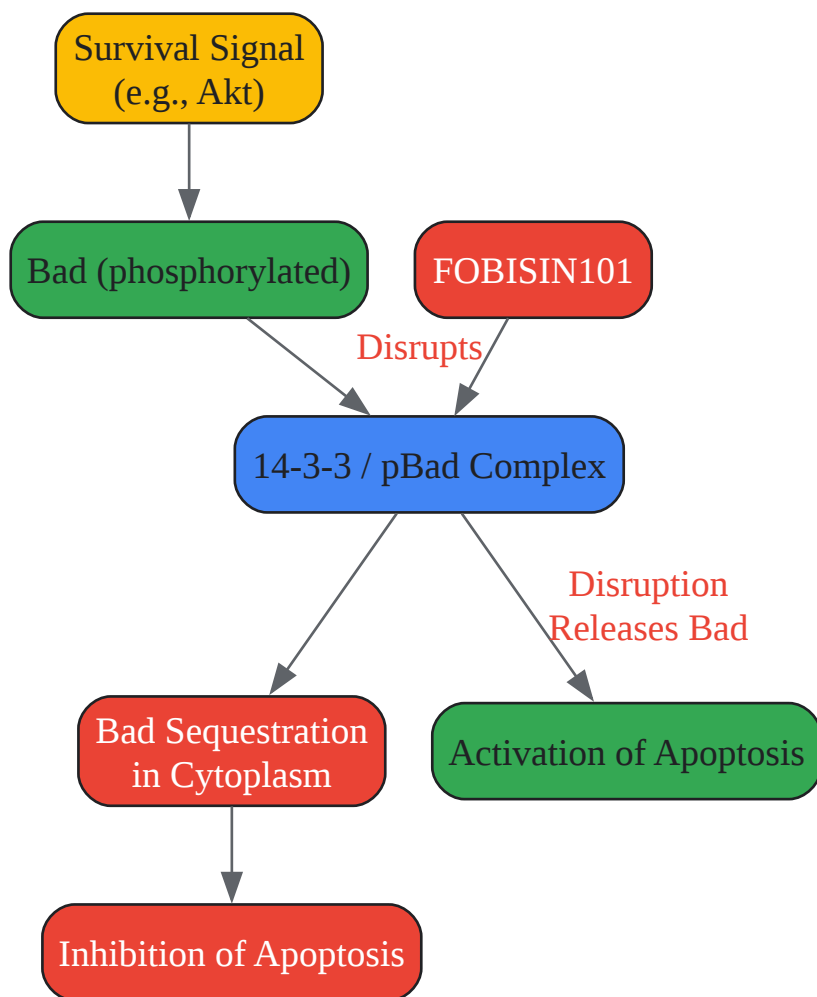 Survival Signal
(e.g., Akt)
Bad (phosphorylated)
FOBISIN101
Disrupts
14-3-3 / pBad Complex
Disruption
Releases Bad
Bad Sequestration
in Cytoplasm
Activation of Apoptosis
Inhibition of Apoptosis